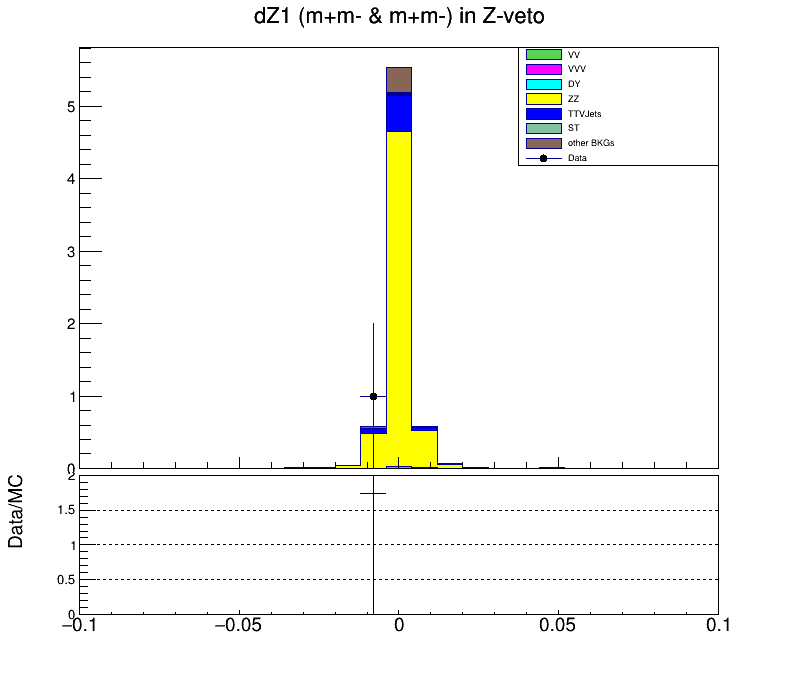 dZ1 (m+m- & m+m-) in Z-veto
VV
VVV
DY
ZZ
TTVJets
ST
other BKGs
Data
5
4
3
2
1
0
Data/MC
2
1.5
1
0.5
0
−0.1 −0.05 0 0.05 0.1